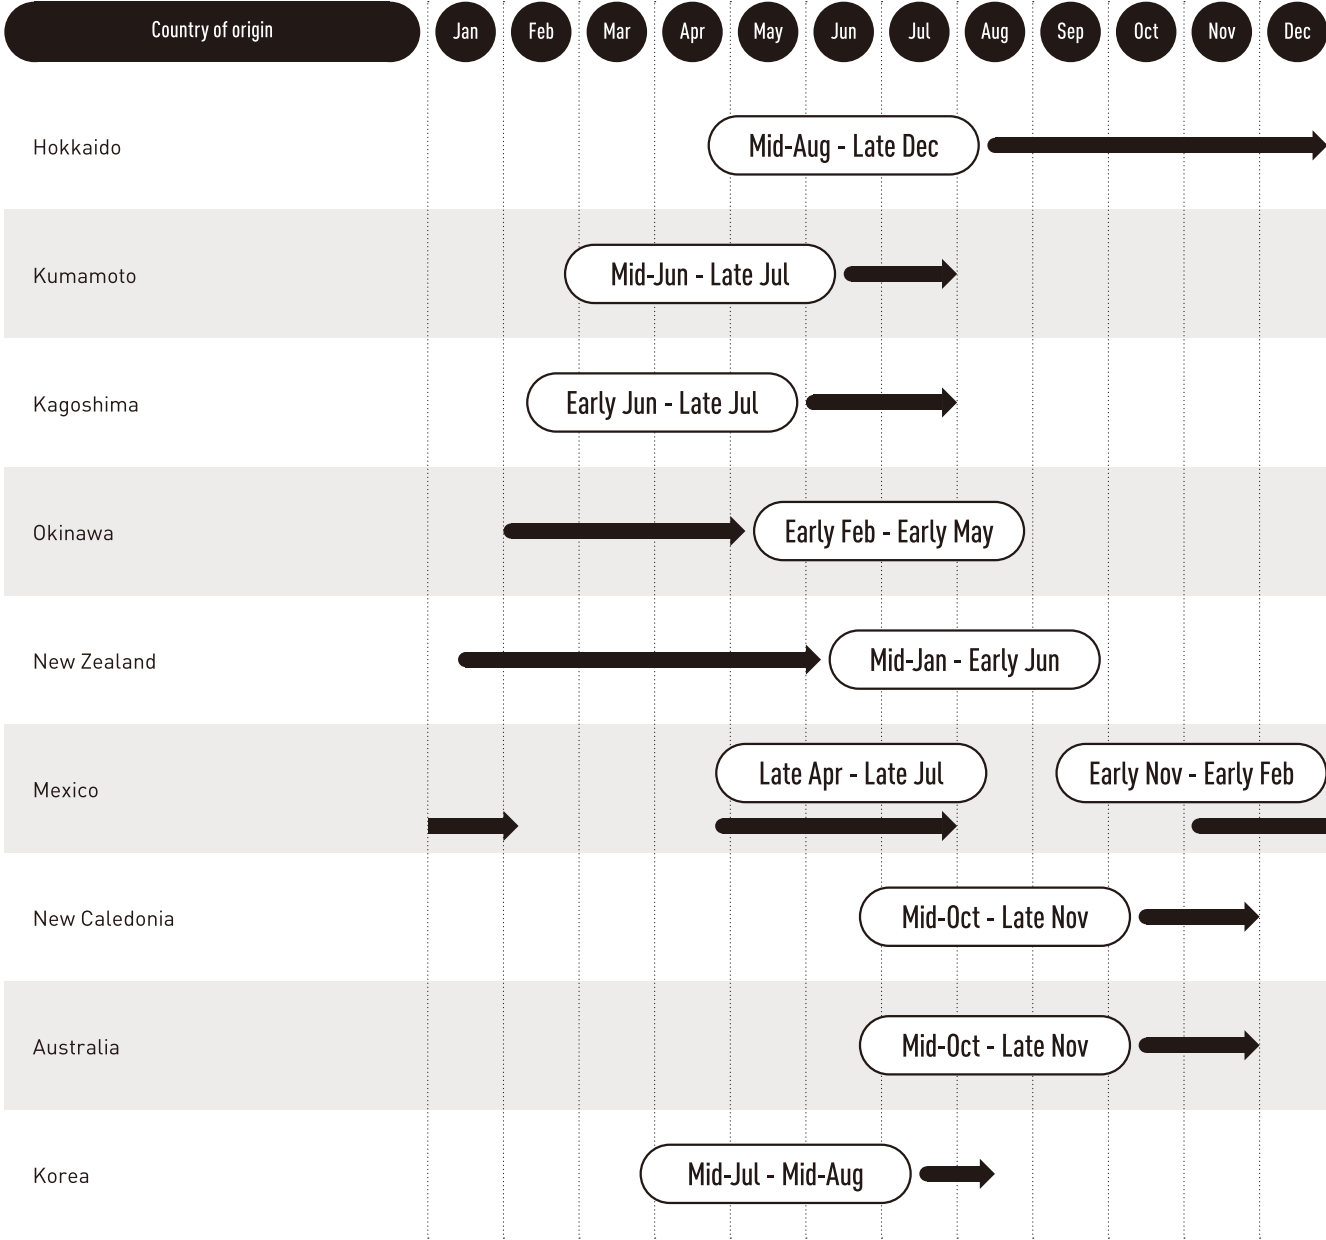 Country of origin Jan Feb Mar Apr May Jun Jul Aug Sep Oct Nov Dec
Hokkaido Mid-Aug - Late Dec
Kumamoto Mid-Jun - Late Jul
Kagoshima Early Jun - Late Jul
Okinawa Early Feb - Early May
New Zealand Mid-Jan - Early Jun
Mexico Late Apr - Late Jul Early Nov - Early Feb
New Caledonia Mid-Oct - Late Nov
Australia Mid-Oct - Late Nov
Korea Mid-Jul - Mid-Aug